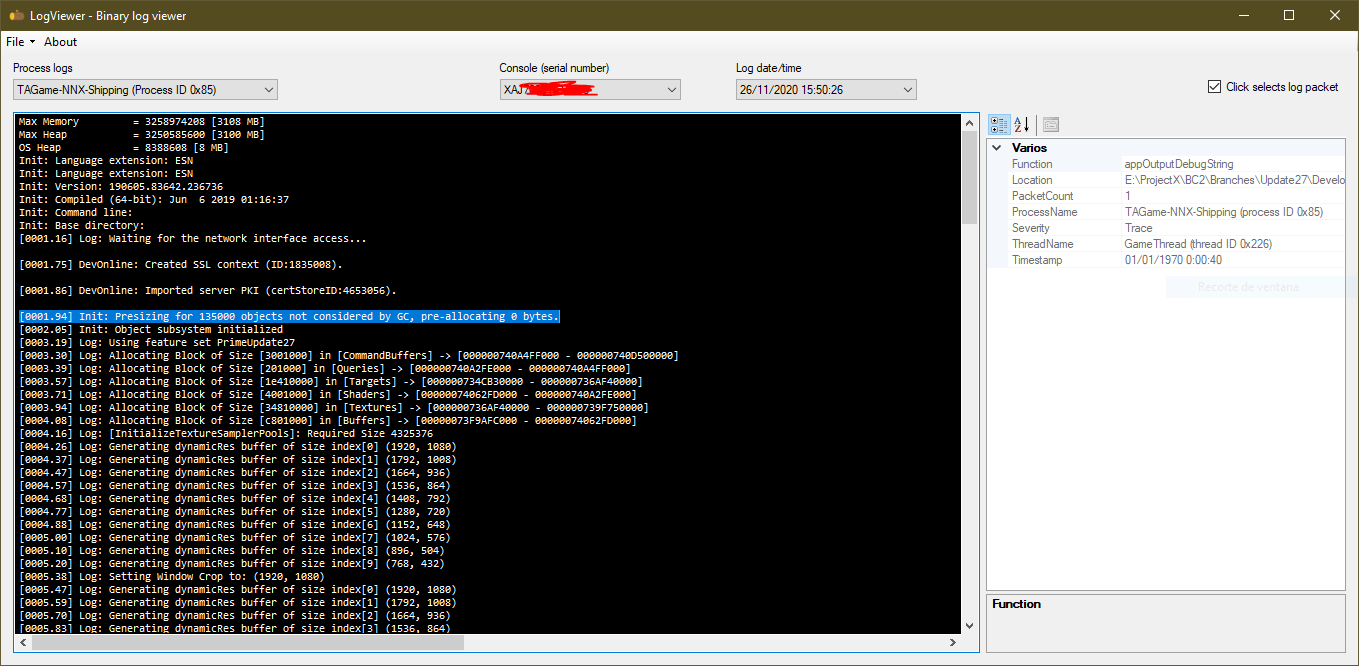 LogViewer - Binary log viewer
File About
Process logs
Console (serial number)
Log date/time
TAGame-NNX-Shipping (Process ID 0x85)
XAJ7
26/11/2020 15:50:26
Click selects log packet
Max Memory = 3258974208 [3108 MB]
Max Heap = 3250585600 [3100 MB]
OS Heap = 8388608 [8 MB]
Init: Language extension: ESN
Init: Language extension: ESN
Init: Version: 190605.83642.236736
Init: Compiled (64-bit): Jun 6 2019 01:16:37
Init: Command line:
Init: Base directory:
[0001.16] Log: Waiting for the network interface access...
[0001.75] DevOnline: Created SSL context (ID:1835008).
[0001.86] DevOnline: Imported server PKI (certStoreID:4653056).
[0001.94] Init: Presizing for 135000 objects not considered by GC, pre-allocating 0 bytes.
[0002.05] Init: Object subsystem initialized
[0003.19] Log: Using feature set PrimeUpdate27
[0003.30] Log: Allocating Block of Size [3001000] in [CommandBuffers] -> [000000740A4FF000 - 000000740D500000]
[0003.39] Log: Allocating Block of Size [201000] in [Queries] -> [000000740A2FE000 - 000000740A4FF000]
[0003.57] Log: Allocating Block of Size [1e410000] in [Targets] -> [000000734CB30000 - 000000736AF40000]
[0003.71] Log: Allocating Block of Size [4001000] in [Shaders] -> [00000074062FD000 - 000000740A2FE000]
[0003.94] Log: Allocating Block of Size [34810000] in [Textures] -> [000000736AF40000 - 000000739F750000]
[0004.08] Log: Allocating Block of Size [c801000] in [Buffers] -> [00000073F9AFC000 - 00000074062FD000]
[0004.16] Log: [InitializeTextureSamplerPools]: Required Size 4325376
[0004.26] Log: Generating dynamicRes buffer of size index[0] (1920, 1080)
[0004.37] Log: Generating dynamicRes buffer of size index[1] (1792, 1008)
[0004.47] Log: Generating dynamicRes buffer of size index[2] (1664, 936)
[0004.57] Log: Generating dynamicRes buffer of size index[3] (1536, 864)
[0004.68] Log: Generating dynamicRes buffer of size index[4] (1408, 792)
[0004.77] Log: Generating dynamicRes buffer of size index[5] (1280, 720)
[0004.88] Log: Generating dynamicRes buffer of size index[6] (1152, 648)
[0005.00] Log: Generating dynamicRes buffer of size index[7] (1024, 576)
[0005.10] Log: Generating dynamicRes buffer of size index[8] (896, 504)
[0005.20] Log: Generating dynamicRes buffer of size index[9] (768, 432)
[0005.38] Log: Setting Window Crop to: (1920, 1080)
[0005.47] Log: Generating dynamicRes buffer of size index[0] (1920, 1080)
[0005.59] Log: Generating dynamicRes buffer of size index[1] (1792, 1008)
[0005.70] Log: Generating dynamicRes buffer of size index[2] (1664, 936)
[0005.83] Log: Generating dynamicRes buffer of size index[3] (1536, 864)
Varios
Function appOutputDebugString
Location E:\ProjectX\BC2\Branches\Update27\Develo
PacketCount 1
ProcessName TAGame-NNX-Shipping (process ID 0x85)
Severity Trace
ThreadName GameThread (thread ID 0x226)
Timestamp 01/01/1970 0:00:40
Recorte de ventana
Function